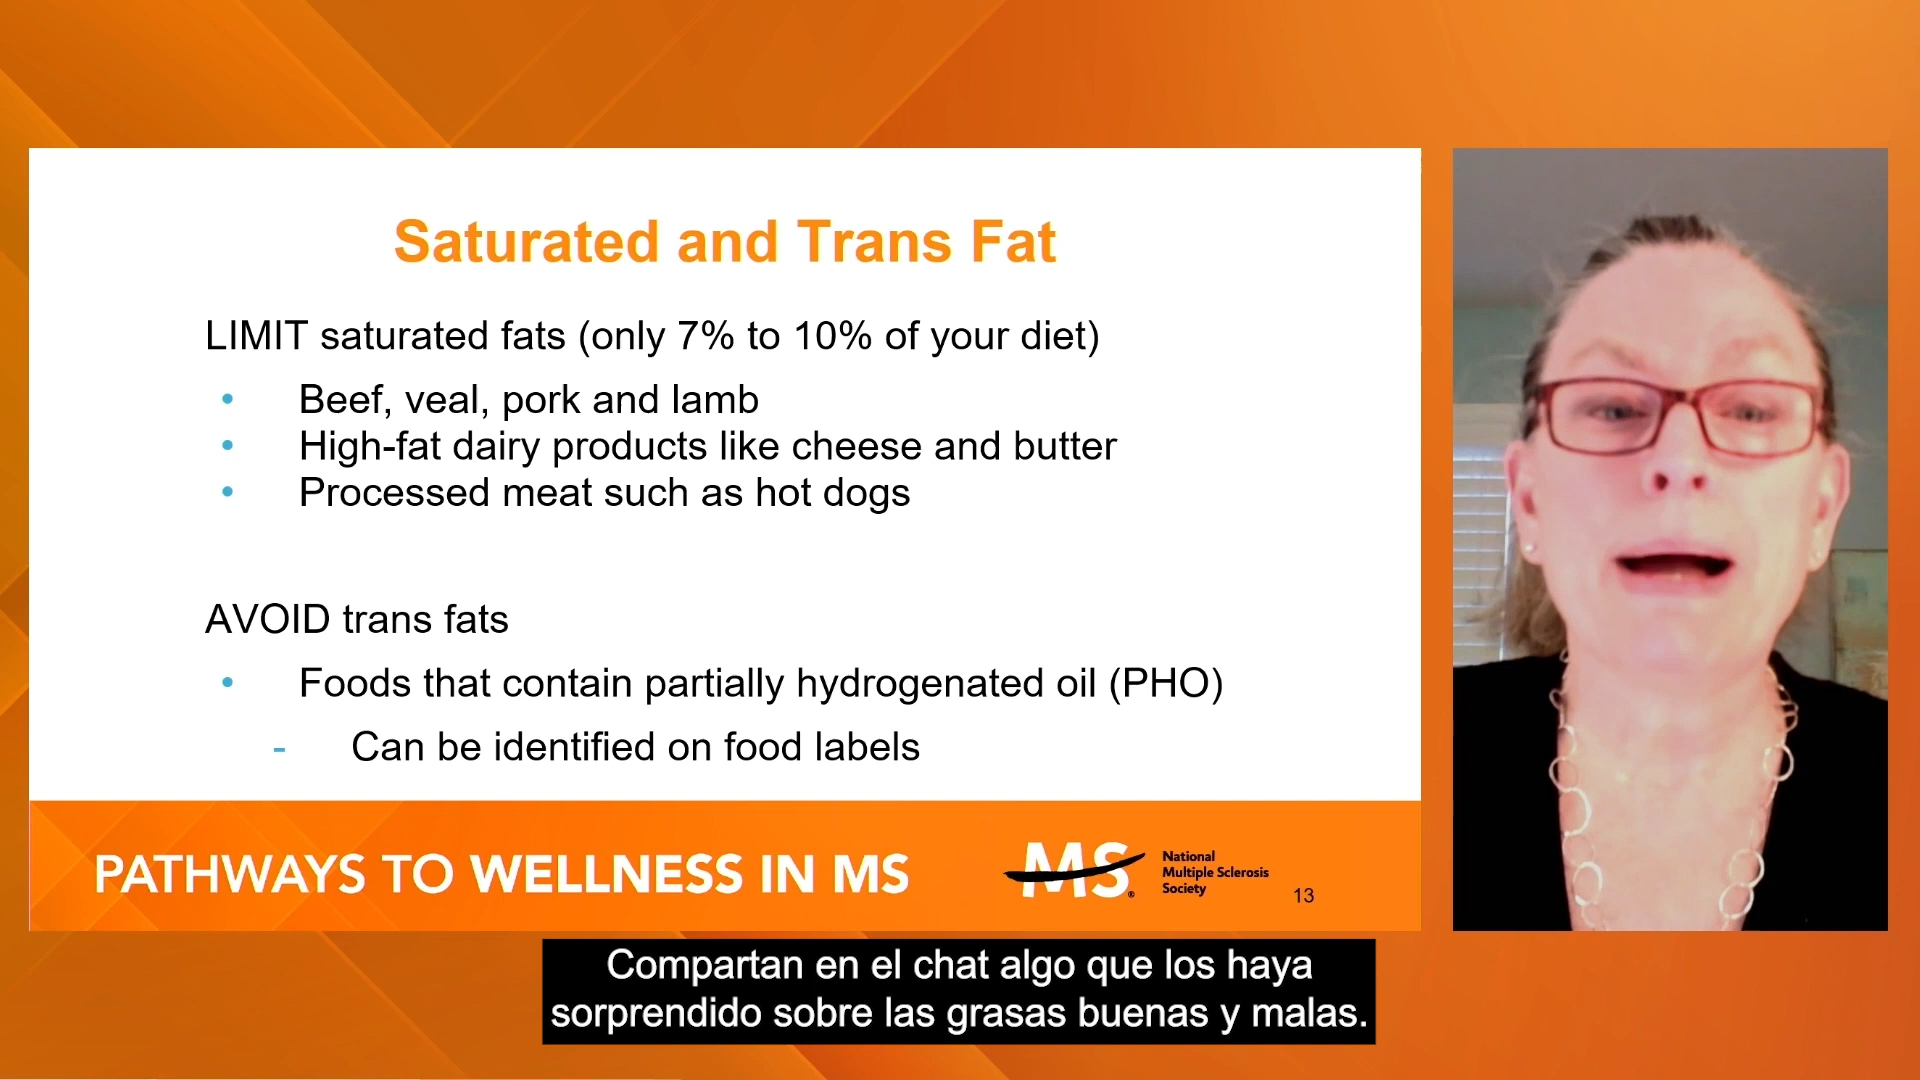 Saturated and Trans Fat
LIMIT saturated fats (only 7% to 10% of your diet)
• Beef, veal, pork and lamb
• High-fat dairy products like cheese and butter
• Processed meat such as hot dogs
AVOID trans fats
• Foods that contain partially hydrogenated oil (PHO)
- Can be identified on food labels
PATHWAYS TO WELLNESS IN MS
MS®
National
Multiple Sclerosis
Society
13
Compartan en el chat algo que los haya
sorprendido sobre las grasas buenas y malas.